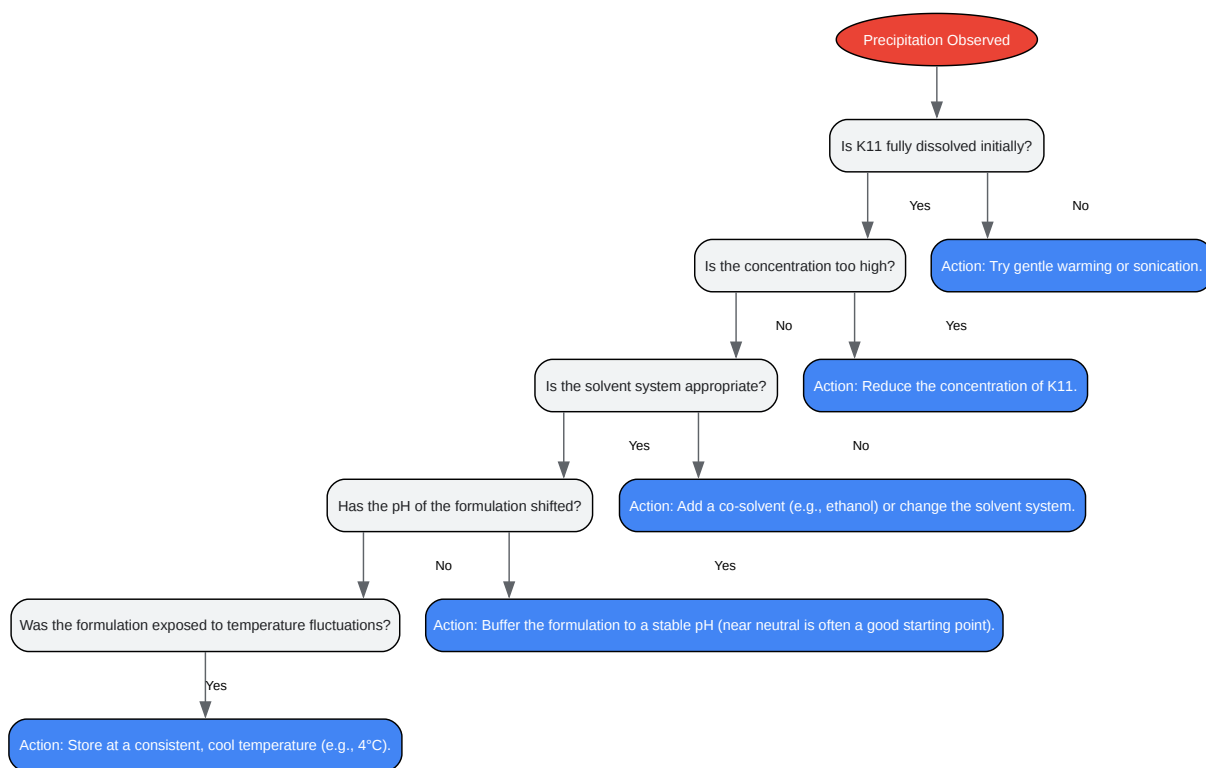 Precipitation Observed
Is K11 fully dissolved initially?
Yes
No
Is the concentration too high?
Action: Try gentle warming or sonication.
No
Yes
Is the solvent system appropriate?
Action: Reduce the concentration of K11.
Yes
No
Has the pH of the formulation shifted?
Action: Add a co-solvent (e.g., ethanol) or change the solvent system.
No
Yes
Was the formulation exposed to temperature fluctuations?
Action: Buffer the formulation to a stable pH (near neutral is often a good starting point).
Yes
Action: Store at a consistent, cool temperature (e.g., 4°C).